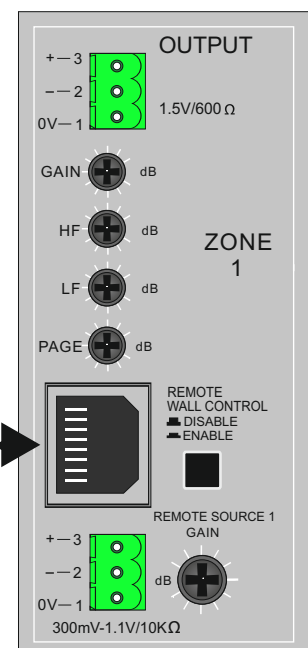 OUTPUT
+ — 3
– — 2
0V — 1
1.5V/600 Ω
GAIN dB
HF dB
ZONE
1
LF dB
PAGE dB
REMOTE
WALL CONTROL
DISABLE
ENABLE
REMOTE SOURCE 1
GAIN
+ — 3
– — 2
dB
0V — 1
300mV-1.1V/10KΩ